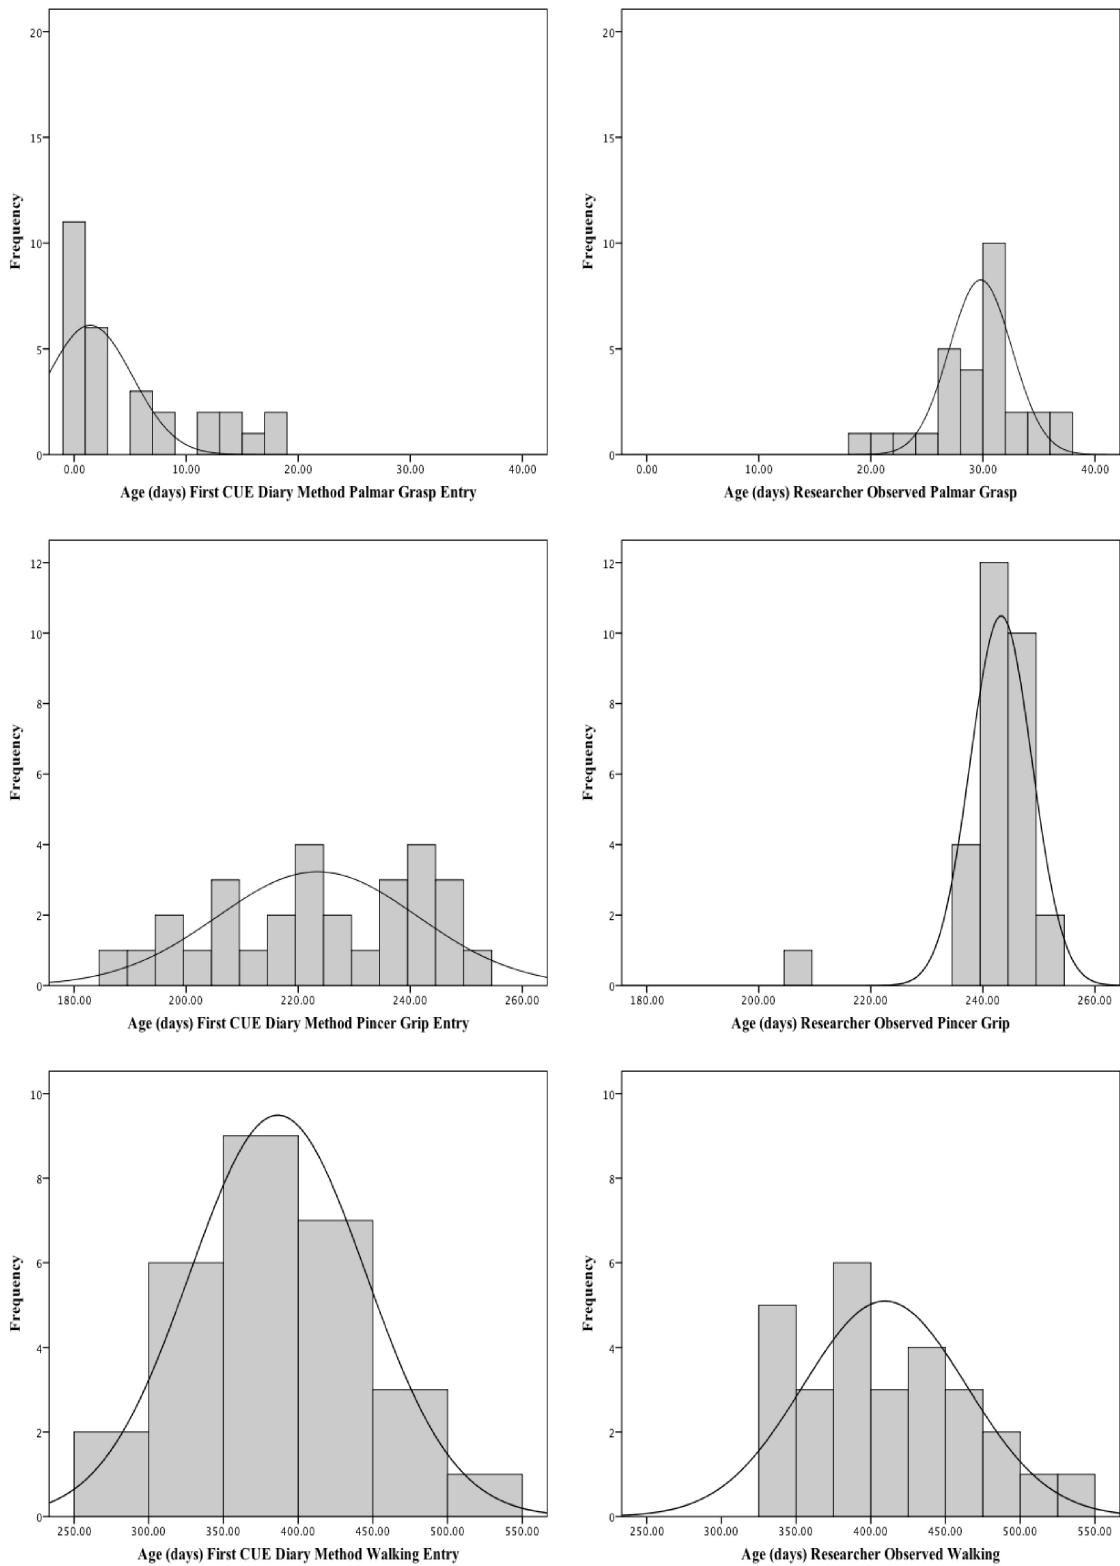 20
15
10
5
0
Frequency
0.00 10.00 20.00 30.00 40.00
Age (days) First CUE Diary Method Palmar Grasp Entry
20
15
10
5
0
Frequency
0.00 10.00 20.00 30.00 40.00
Age (days) Researcher Observed Palmar Grasp
12
10
8
6
4
2
0
Frequency
180.00 200.00 220.00 240.00 260.00
Age (days) First CUE Diary Method Pincer Grip Entry
12
10
8
6
4
2
0
Frequency
180.00 200.00 220.00 240.00 260.00
Age (days) Researcher Observed Pincer Grip
10
8
6
4
2
0
Frequency
250.00 300.00 350.00 400.00 450.00 500.00 550.00
Age (days) First CUE Diary Method Walking Entry
10
8
6
4
2
0
Frequency
250.00 300.00 350.00 400.00 450.00 500.00 550.00
Age (days) Researcher Observed Walking